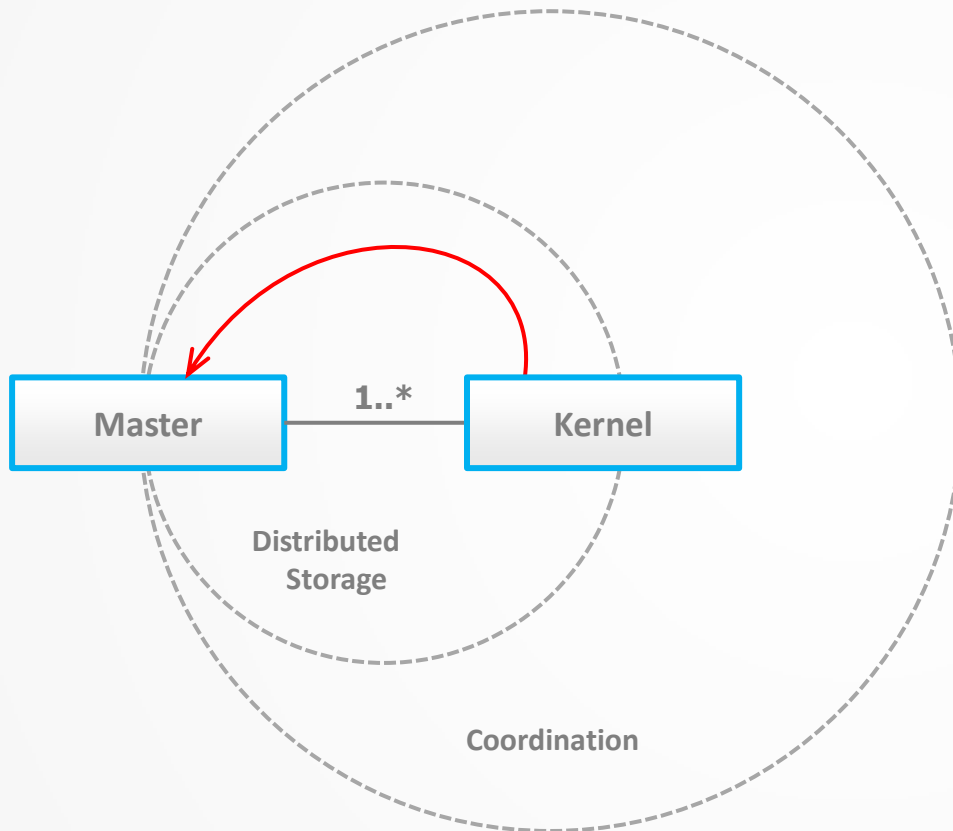 1..*
Master
Kernel
Distributed
Storage
Coordination